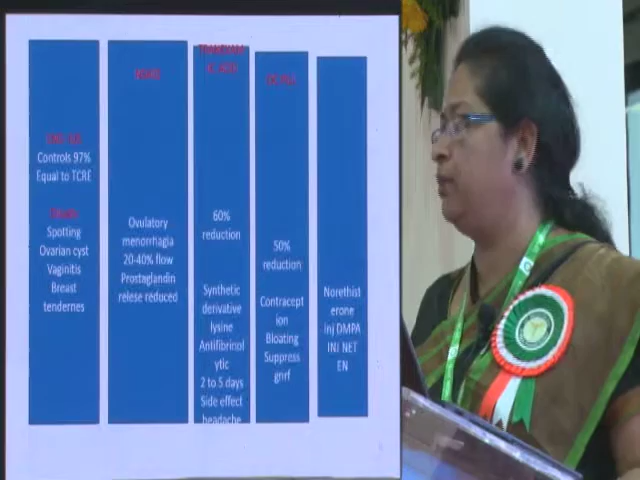 Controls 97%
Equal to TCRE
Spotting
Ovarian cyst
Vaginitis
Breast
tendernes
NSAID
Ovulatory
menorrhagia
20-40% flow
Prostaglandin
relese reduced
60%
reduction
Synthetic
derivative
lysine
Antifibrinol
ytic
2 to 5 days
Side effect
headache
50%
reduction
Contracept
ion
Bloating
Suppress
gnrf
Norethist
erone
inj DMPA
INJ NET
EN